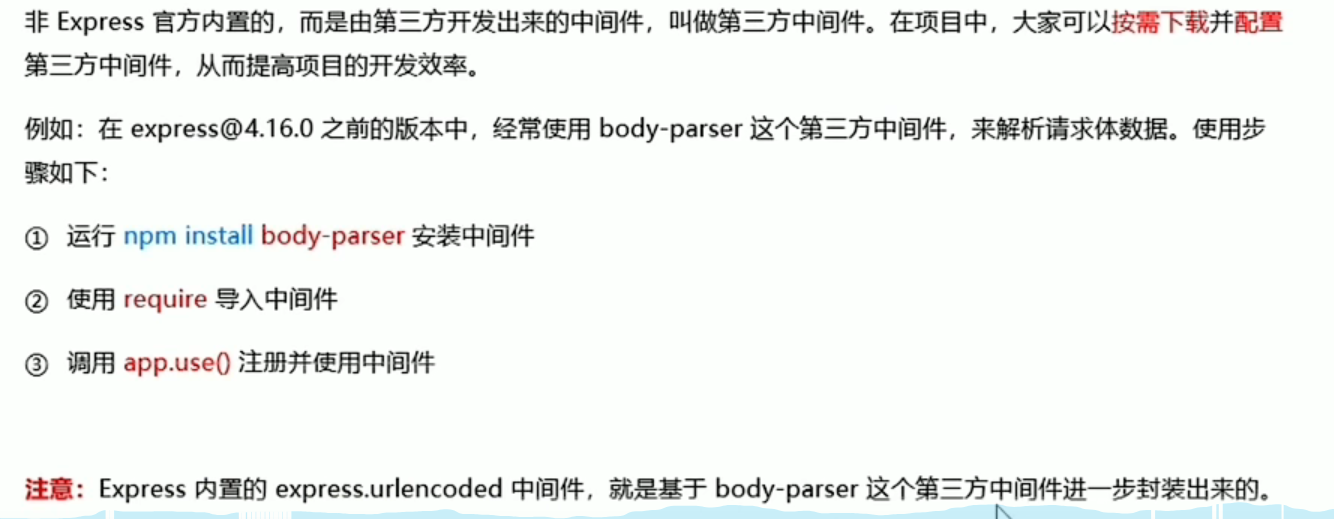 非 Express 官方内置的，而是由第三方开发出来的中间件，叫做第三方中间件。在项目中，大家可以按需下载并配置
第三方中间件，从而提高项目的开发效率。
例如：在 express@4.16.0 之前的版本中，经常使用 body-parser 这个第三方中间件，来解析请求体数据。使用步
骤如下：
① 运行 npm install body-parser 安装中间件
② 使用 require 导入中间件
③ 调用 app.use() 注册并使用中间件
注意：Express 内置的 express.urlencoded 中间件，就是基于 body-parser 这个第三方中间件进一步封装出来的。